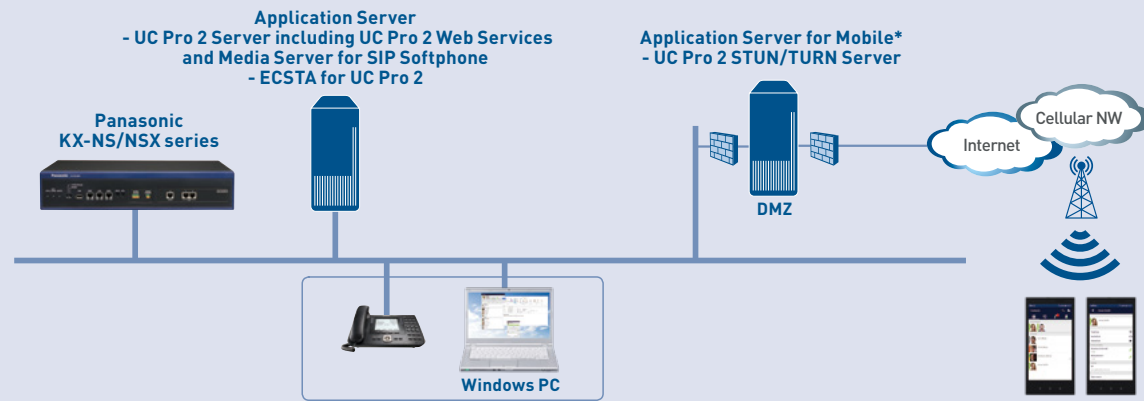 Application Server
- UC Pro 2 Server including UC Pro 2 Web Services
and Media Server for SIP Softphone
- ECSTA for UC Pro 2
Application Server for Mobile*
- UC Pro 2 STUN/TURN Server
Panasonic
KX-NS/NSX series
Panasonic
Cellular NW
Internet
DMZ
Windows PC